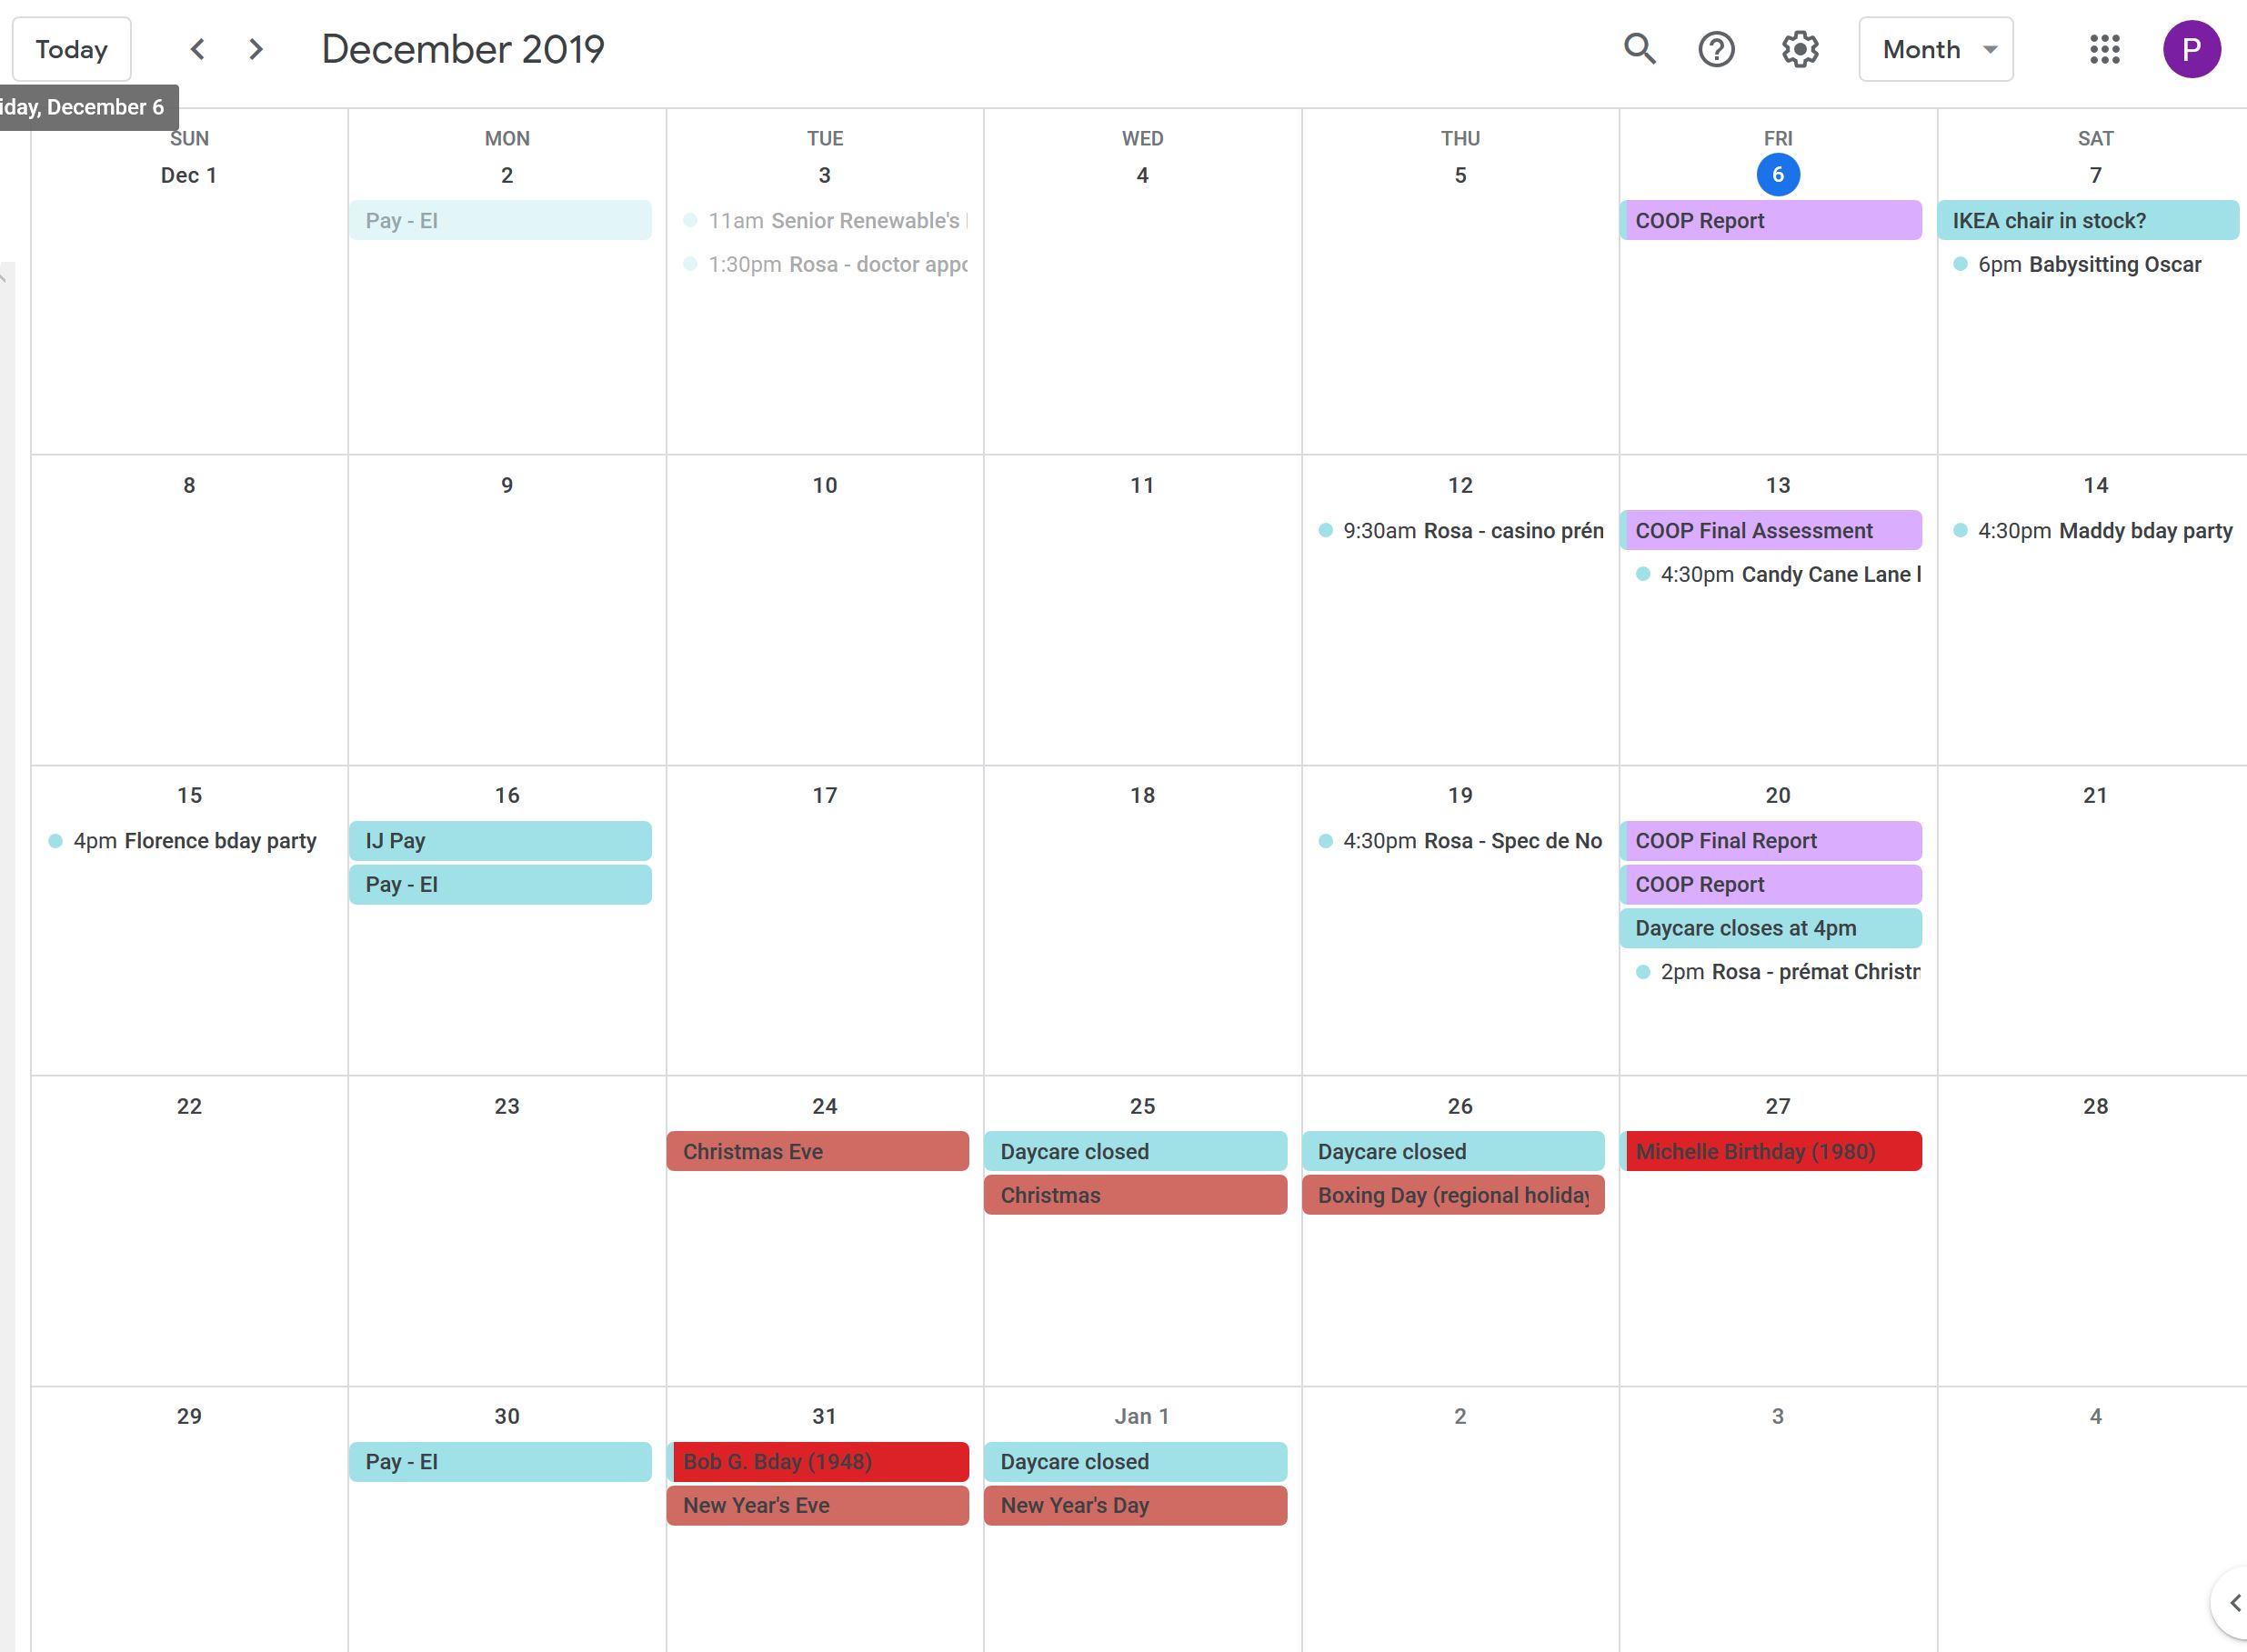 Today
December 2019
Month
P
iday, December 6
SUN MON TUE WED THU FRI SAT
Dec 1 2 3 4 5 6 7
Pay - EI
11am Senior Renewable's
1:30pm Rosa - doctor appo
COOP Report
IKEA chair in stock?
6pm Babysitting Oscar
8 9 10 11 12 13 14
9:30am Rosa - casino prén
COOP Final Assessment
4:30pm Candy Cane Lane
4:30pm Maddy bday party
15 16 17 18 19 20 21
4pm Florence bday party
IJ Pay
Pay - EI
4:30pm Rosa - Spec de No
COOP Final Report
COOP Report
Daycare closes at 4pm
2pm Rosa - prémat Christ
22 23 24 25 26 27 28
Christmas Eve
Daycare closed
Christmas
Daycare closed
Boxing Day (regional holiday
Michelle Birthday (1980)
29 30 31 Jan 1 2 3 4
Pay - EI
Bob G. Bday (1948)
New Year's Eve
Daycare closed
New Year's Day